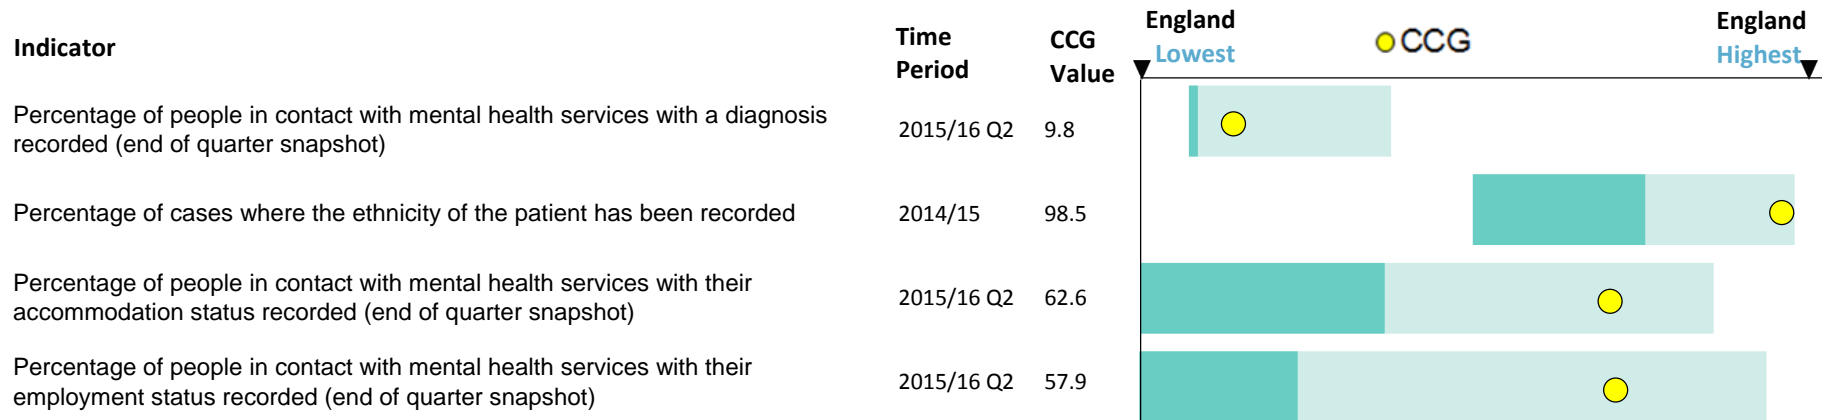 Indicator
Time
Period
CCG
Value
England
Lowest
CCG
England
Highest
Percentage of people in contact with mental health services with a diagnosis
recorded (end of quarter snapshot)
2015/16 Q2
9.8
Percentage of cases where the ethnicity of the patient has been recorded
2014/15
98.5
Percentage of people in contact with mental health services with their
accommodation status recorded (end of quarter snapshot)
2015/16 Q2
62.6
Percentage of people in contact with mental health services with their
employment status recorded (end of quarter snapshot)
2015/16 Q2
57.9